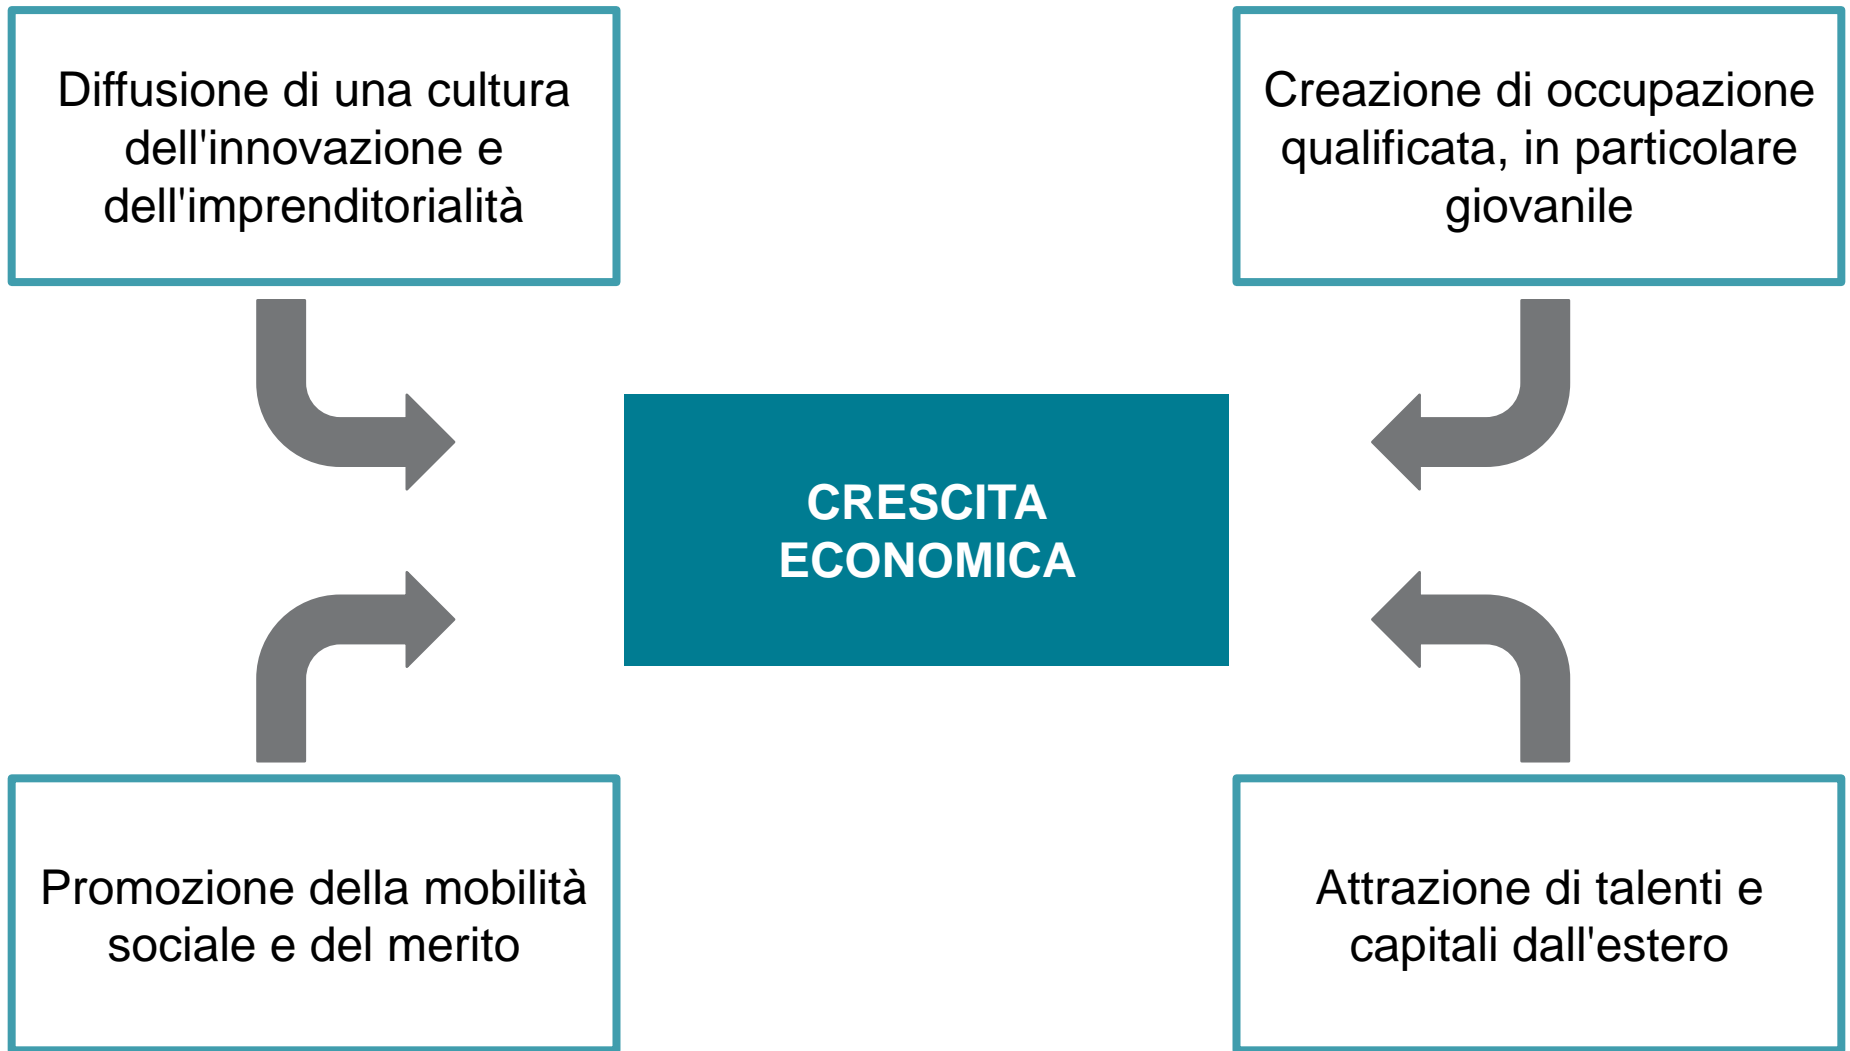 Diffusione di una cultura
dell'innovazione e
dell'imprenditorialità
Creazione di occupazione
qualificata, in particolare
giovanile
CRESCITA
ECONOMICA
Promozione della mobilità
sociale e del merito
Attrazione di talenti e
capitali dall'estero